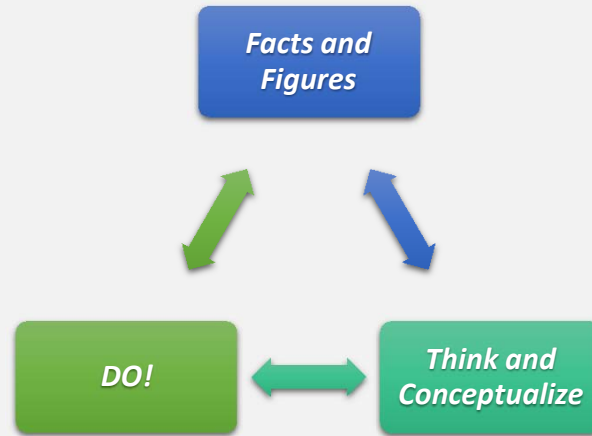 Facts and
Figures
DO!
Think and
Conceptualize